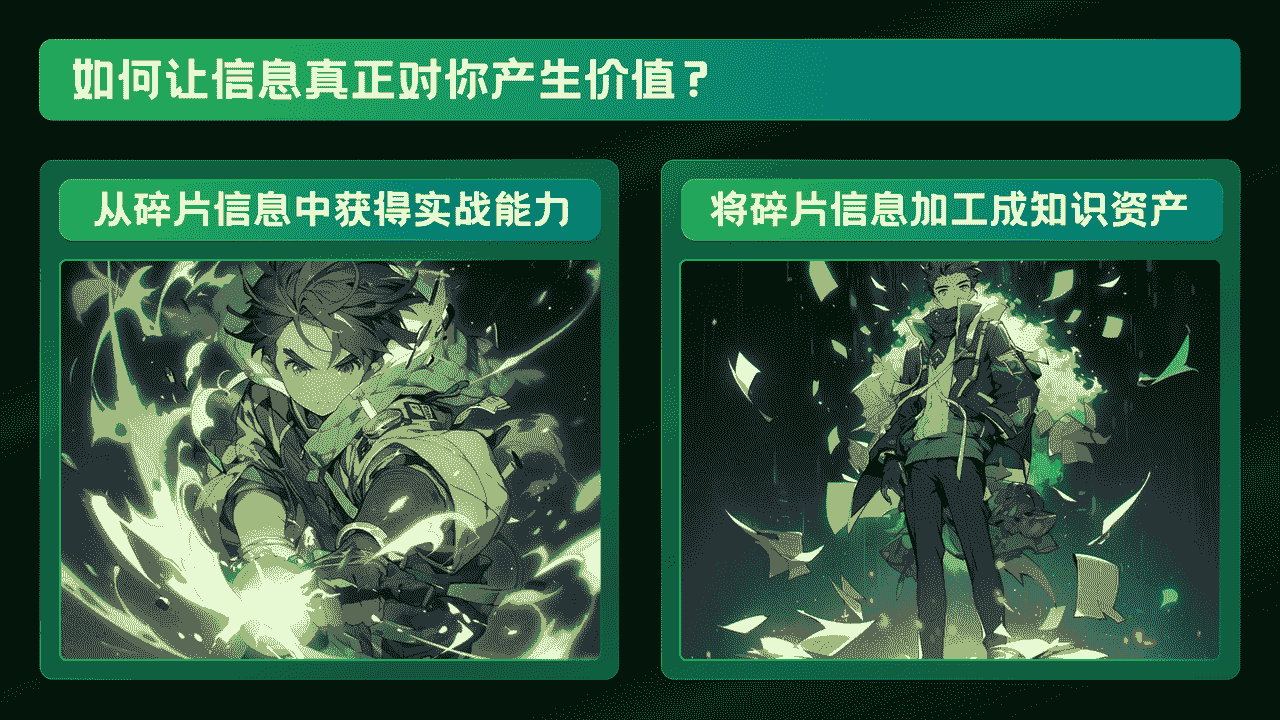 如何让信息真正对你产生价值？
从碎片信息中获得实战能力
将碎片信息加工成知识资产